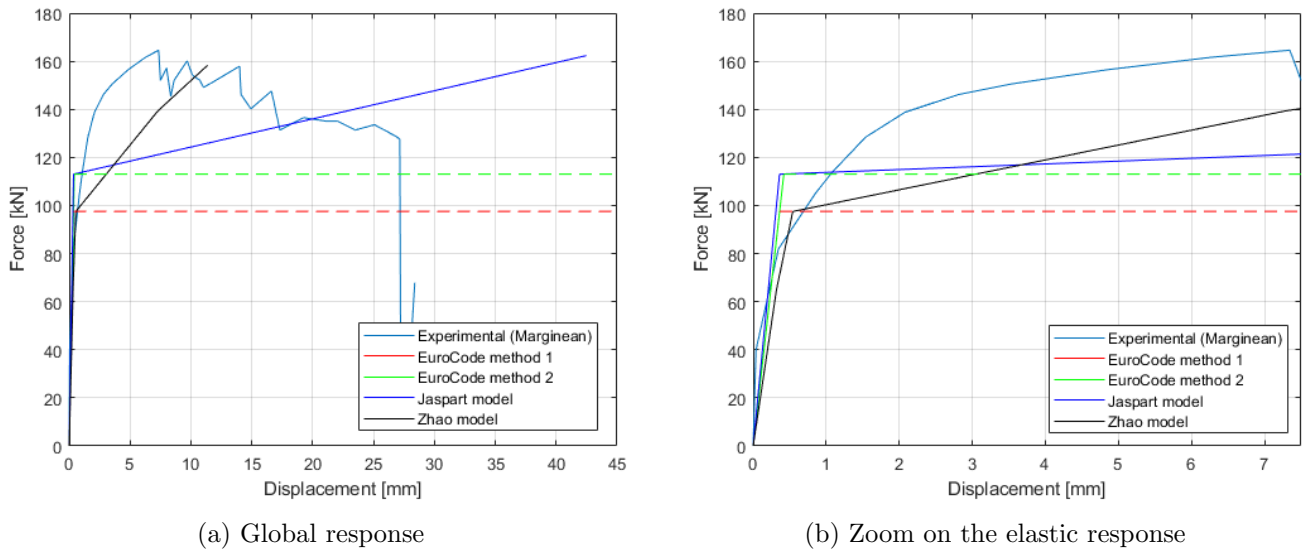 180
160
140
120
100
80
60
40
20
0
Force [kN]
0 5 10 15 20 25 30 35 40 45
Displacement [mm]
Experimental (Marginean)
EuroCode method 1
EuroCode method 2
Jaspart model
Zhao model
(a) Global response
180
160
140
120
100
80
60
40
20
0
Force [kN]
0 1 2 3 4 5 6 7
Displacement [mm]
Experimental (Marginean)
EuroCode method 1
EuroCode method 2
Jaspart model
Zhao model
(b) Zoom on the elastic response